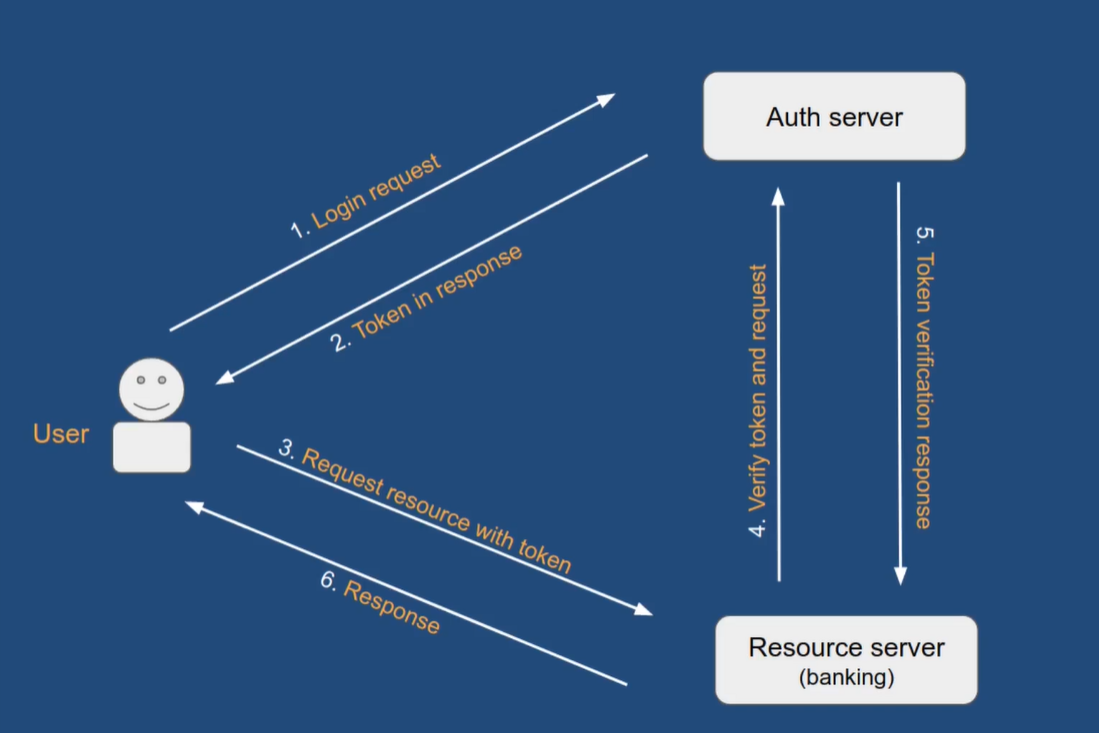 Auth server
1. Login request
2. Token in response
User
3. Request resource with token
4. Verify token and request
5. Token verification response
6. Response
Resource server
(banking)